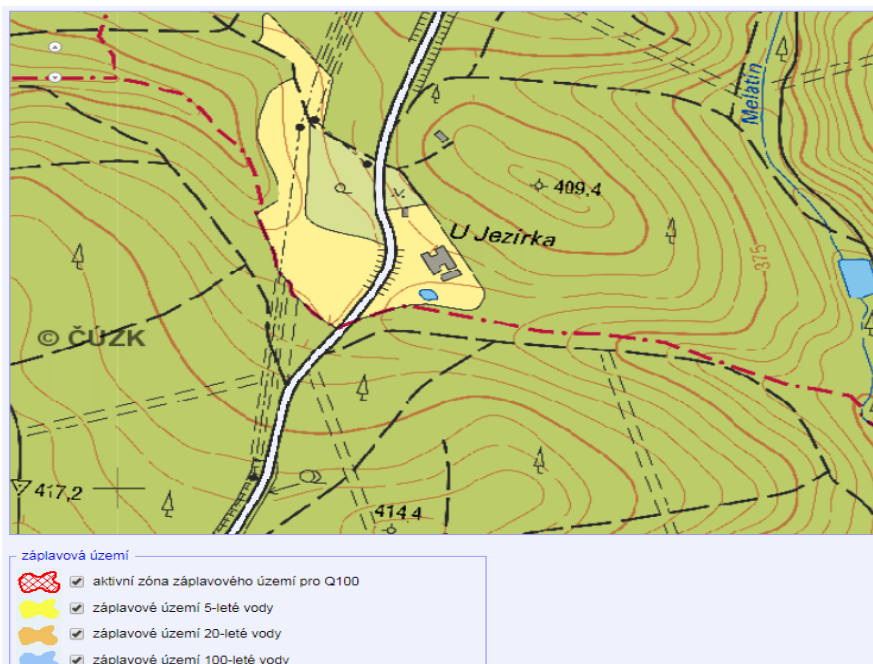 Melatín
409,4
U Jezírka
375
© ČÚZK
417,2
414,4
záplavová území
aktivní zóna záplavového území pro Q100
záplavové území 5-leté vody
záplavové území 20-leté vody
záplavové území 100-leté vody